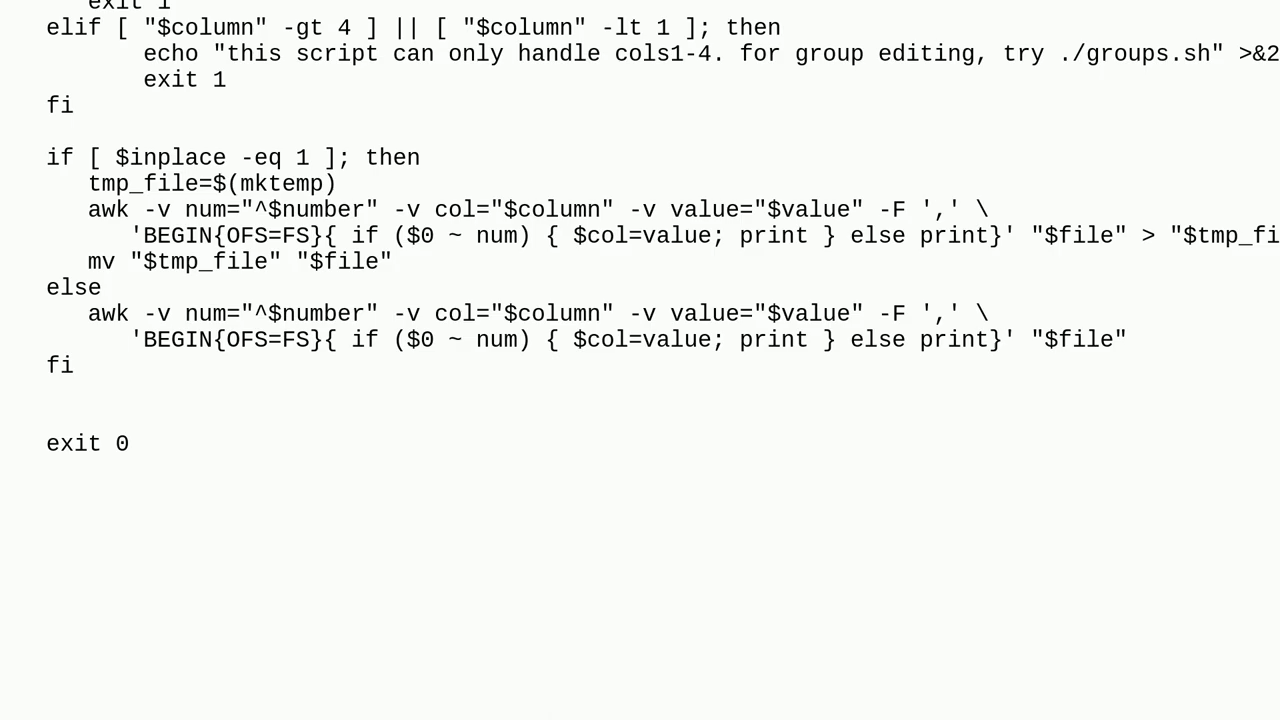 exit 1
elif [ "$column" -gt 4 ] || [ "$column" -lt 1 ]; then
echo "this script can only handle cols1-4. for group editing, try ./groups.sh" >&2
exit 1
fi
if [ $inplace -eq 1 ]; then
tmp_file=$(mktemp)
awk -v num="^$number" -v col="$column" -v value="$value" -F ',' \
'BEGIN{OFS=FS}{ if ($0 ~ num) { $col=value; print } else print}' "$file" > "$tmp_fi
mv "$tmp_file" "$file"
else
awk -v num="^$number" -v col="$column" -v value="$value" -F ',' \
'BEGIN{OFS=FS}{ if ($0 ~ num) { $col=value; print } else print}' "$file"
fi
exit 0